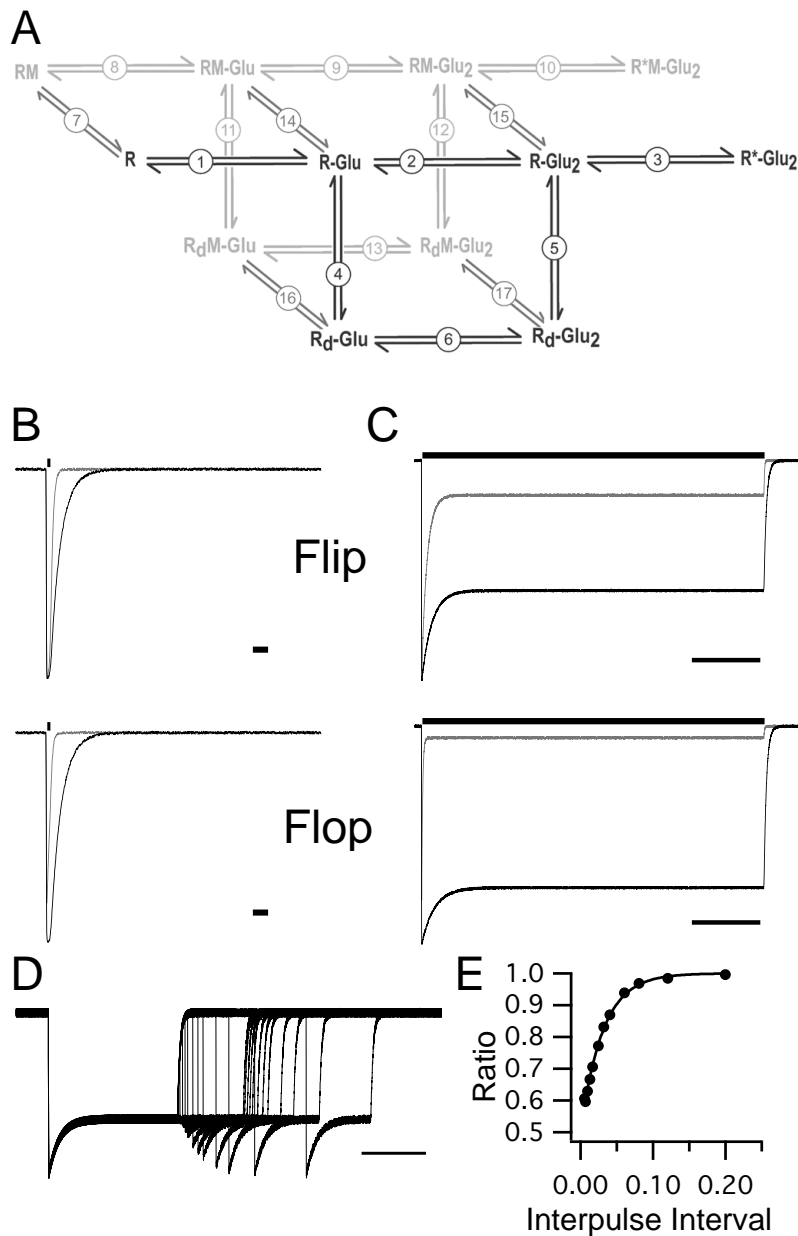 A
RM 8 RM-Glu 9 RM-Glu2 10 R*M-Glu2
7 11 14 12 15
R 1 R-Glu 2 R-Glu2 3 R*-Glu2
RdM-Glu 13 RdM-Glu2 5
16 4 17
Rd-Glu 6 Rd-Glu2
B C
Flip
Flop
D E
1.0
0.9
0.8
0.7
0.6
0.5
Ratio
0.00 0.10 0.20
Interpulse Interval